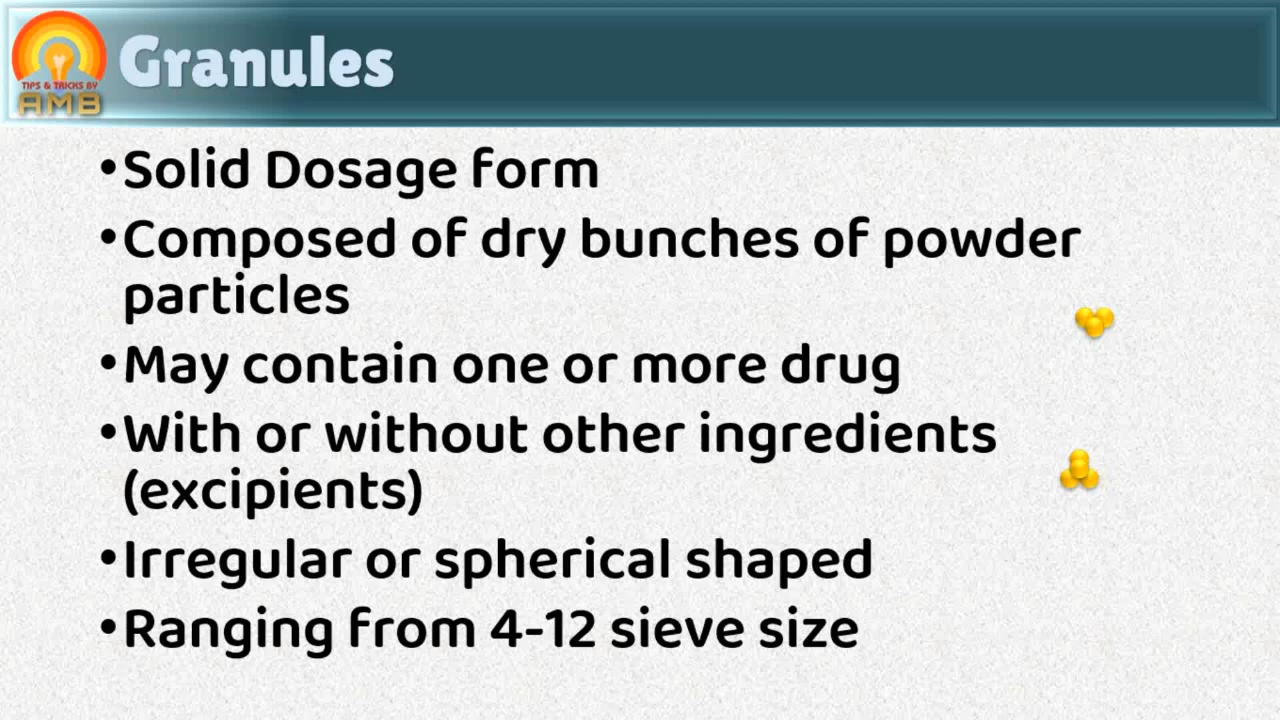 TIPS & TRICKS BY
AMB
Granules
•Solid Dosage form
•Composed of dry bunches of powder
particles
•May contain one or more drug
•With or without other ingredients
(excipients)
•Irregular or spherical shaped
•Ranging from 4-12 sieve size